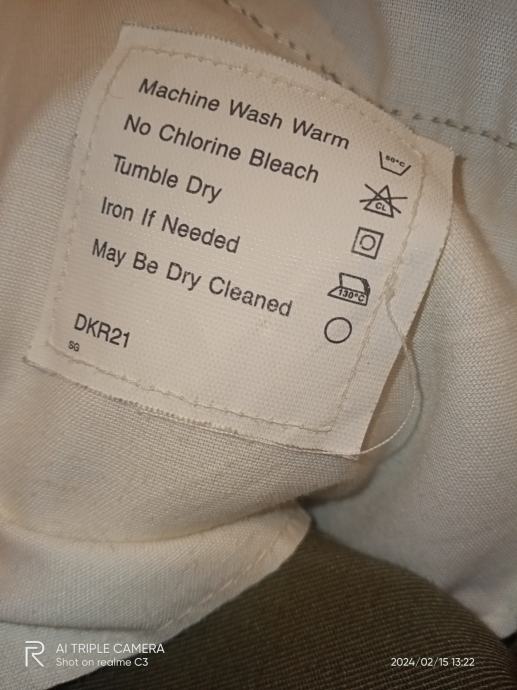 Machine Wash Warm
No Chlorine Bleach
Tumble Dry
Iron If Needed
May Be Dry Cleaned
DKR21
SG
CL
130°C
R AI TRIPLE CAMERA
Shot on realme C3
2024/02/15 13:22